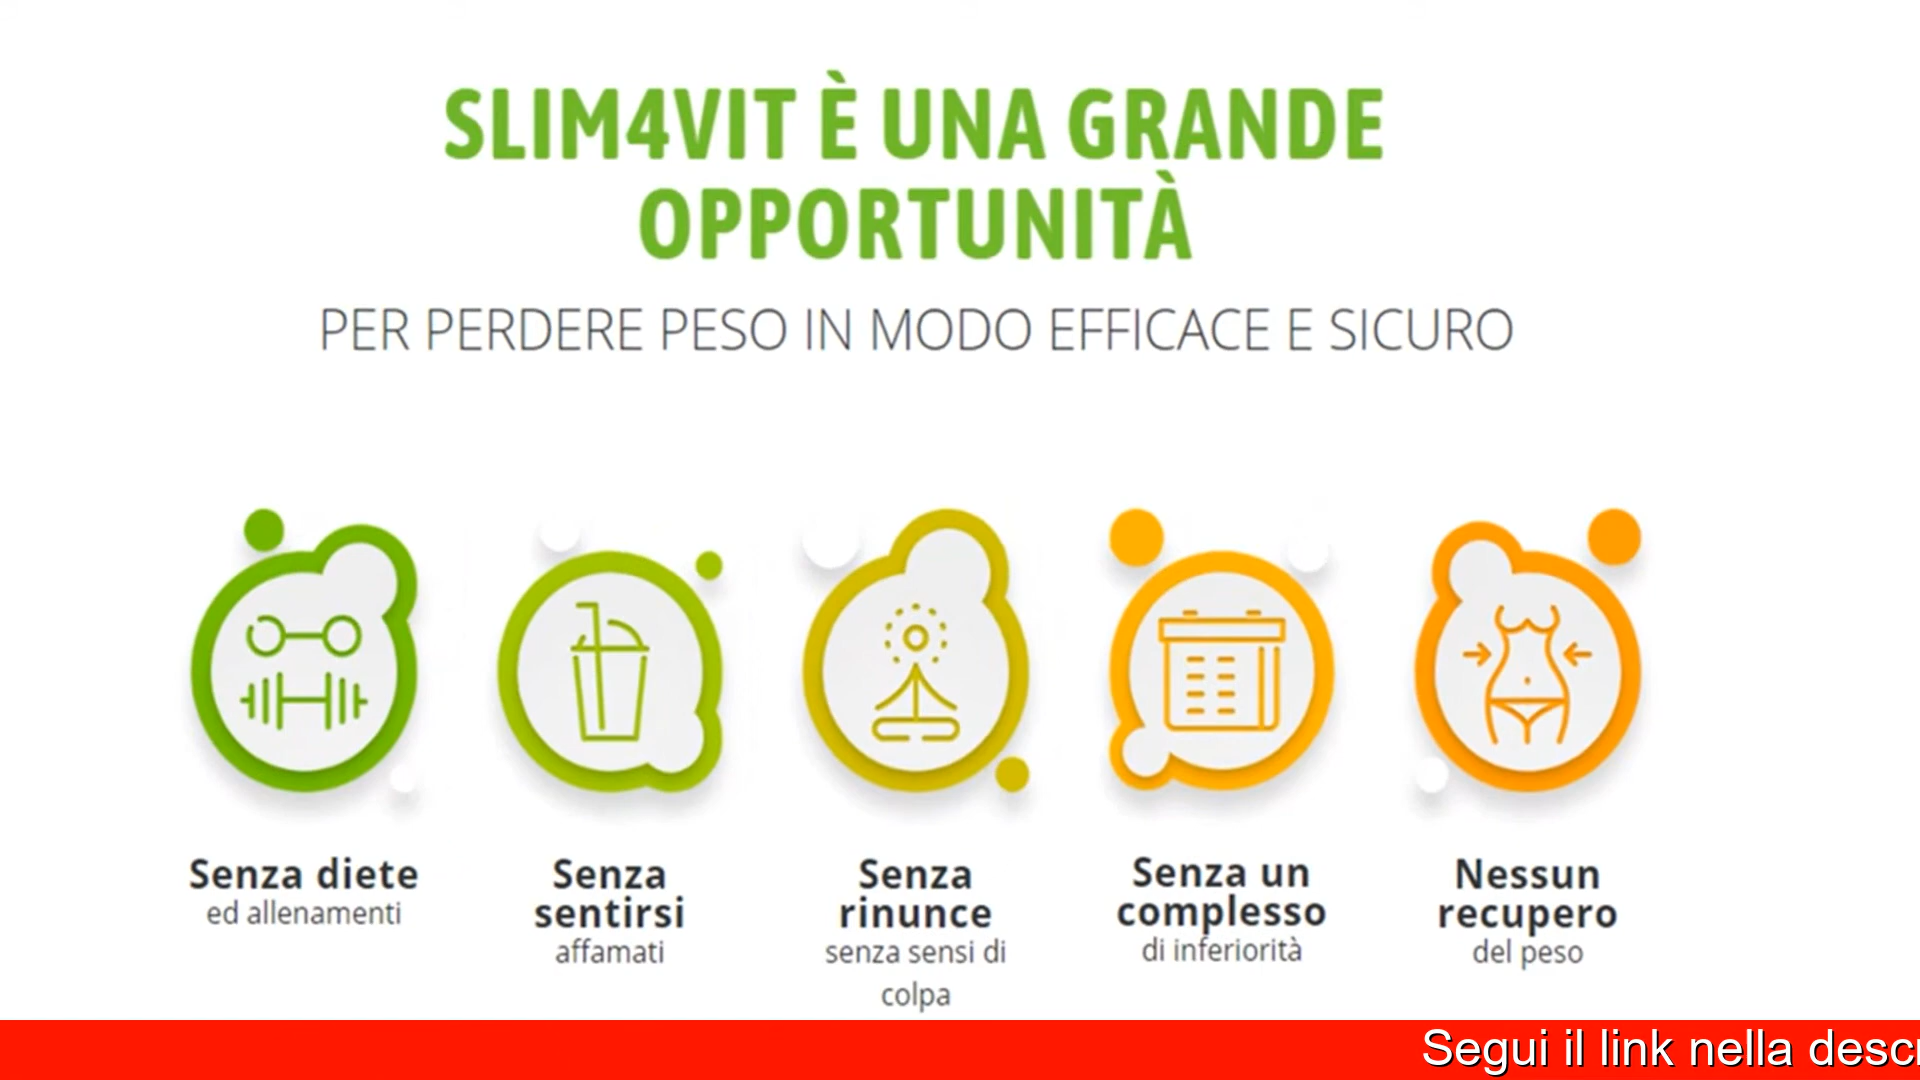 SLIM4VIT È UNA GRANDE
OPPORTUNITÀ
PER PERDERE PESO IN MODO EFFICACE E SICURO
Senza diete
ed allenamenti
Senza
sentirsi
affamati
Senza
rinunce
senza sensi di
colpa
Senza un
complesso
di inferiorità
Nessun
recupero
del peso
Segui il link nella descr